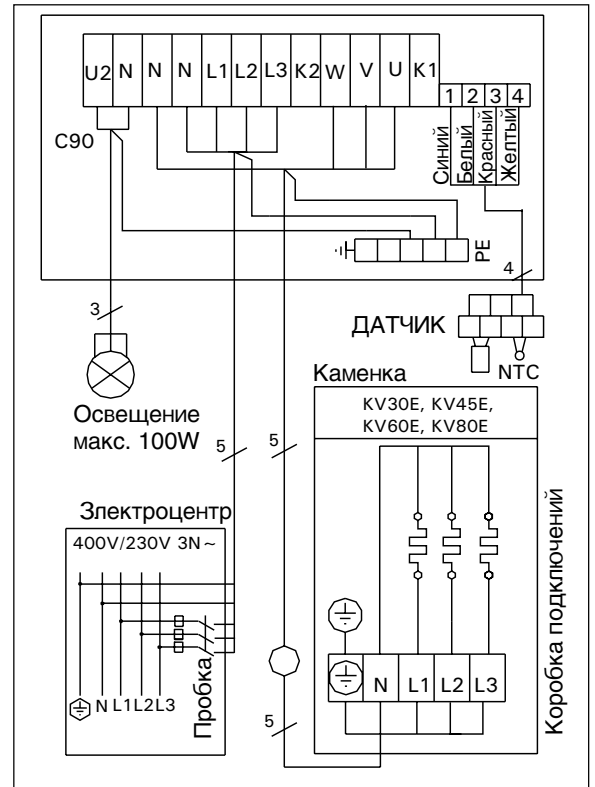 U2 N N N L1 L2 L3 K2 W V U K1
1 2 3 4
C90
Синий
Белый
Красный
Желтый
PE
4
3
ДАТЧИК
NTC
Освещение
макс. 100W
5
5
Каменка
KV30E, KV45E,
KV60E, KV80E
Злектроцентр
400V/230V 3N~
Пробка
N L1 L2 L3
5
N L1 L2 L3
Коробка подключений